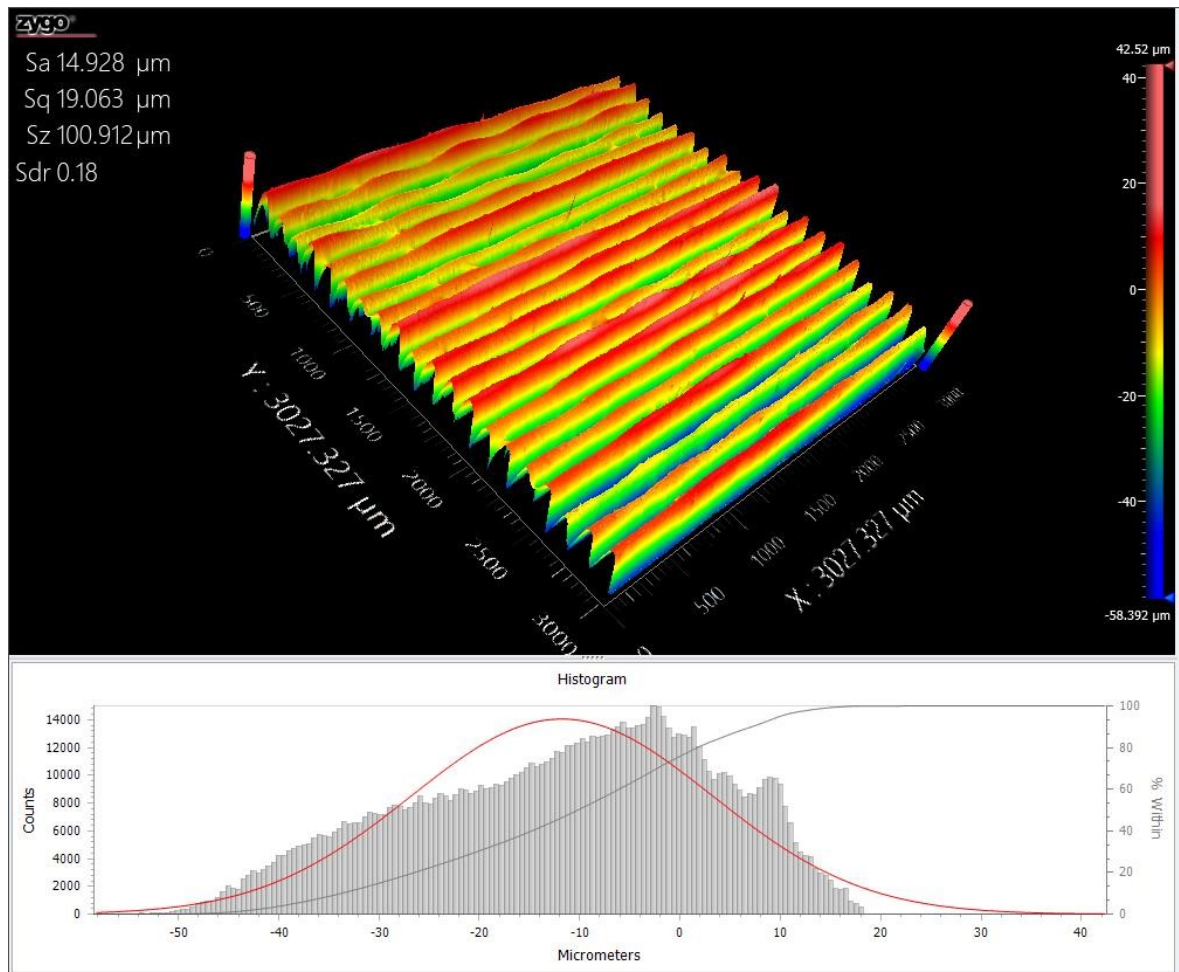 zygo
Sa 14.928 µm
Sq 19.063 µm
Sz 100.912 µm
Sdr 0.18
42.52 µm
40
20
0
-20
-40
-58.392 µm
0
500
1000
1500
2000
2500
3000
Y : 3027.327 µm
0
500
1000
1500
2000
2500
3000
X : 3027.327 µm
Histogram
Counts
14000
12000
10000
8000
6000
4000
2000
0
100
80
60
40
20
0
% Within
-50 -40 -30 -20 -10 0 10 20 30 40
Micrometers